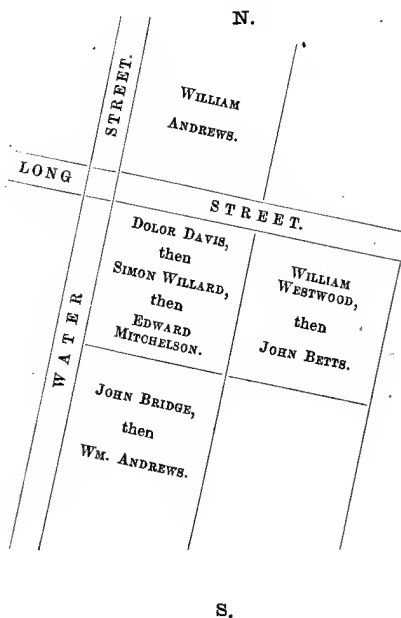 N.
WATER STREET.
WILLIAM
ANDREWS.
LONG STREET.
DOLOR DAVIS,
then
SIMON WILLARD,
then
EDWARD
MITCHELSON.
WILLIAM
WESTWOOD,
then
JOHN BETTS.
JOHN BRIDGE,
then
WM. ANDREWS.
S.